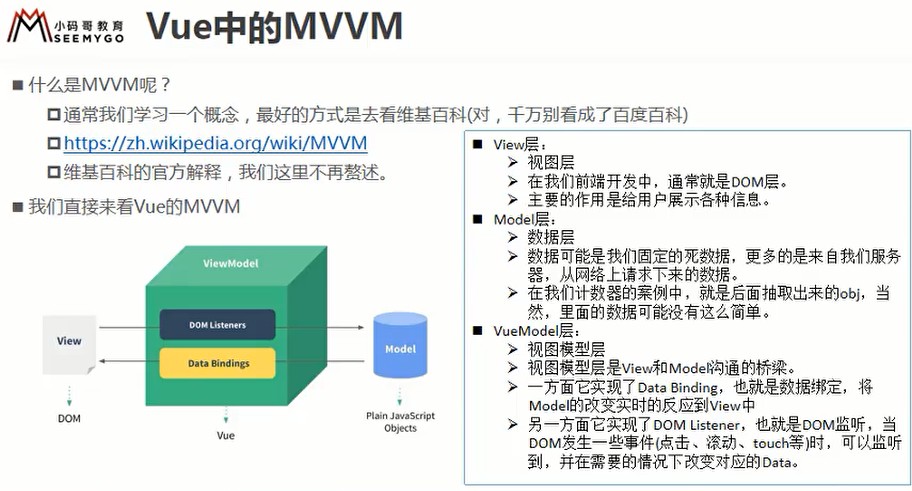 小码哥教育
SEEMYGO
Vue中的MVVM
什么是MVVM呢？
通常我们学习一个概念，最好的方式是去看维基百科(对，千万别看成了百度百科)
https://zh.wikipedia.org/wiki/MVVM
维基百科的官方解释，我们这里不再赘述。
我们直接来看Vue的MVVM
ViewModel
DOM Listeners
View
Model
Data Bindings
DOM
Vue
Plain JavaScript
Objects
View层：
视图层
在我们前端开发中，通常就是DOM层。
主要的作用是给用户展示各种信息。
Model层：
数据层
数据可能是我们固定的死数据，更多的是来自我们服务
器，从网络上请求下来的数据。
在我们计数器的案例中，就是后面抽取出来的obj，当
然，里面的数据可能没有这么简单。
VueModel层：
视图模型层
视图模型层是View和Model沟通的桥梁。
一方面它实现了Data Binding，也就是数据绑定，将
Model的改变实时的反应到View中
另一方面它实现了DOM Listener，也就是DOM监听，当
DOM发生一些事件(点击、滚动、touch等)时，可以监听
到，并在需要的情况下改变对应的Data。